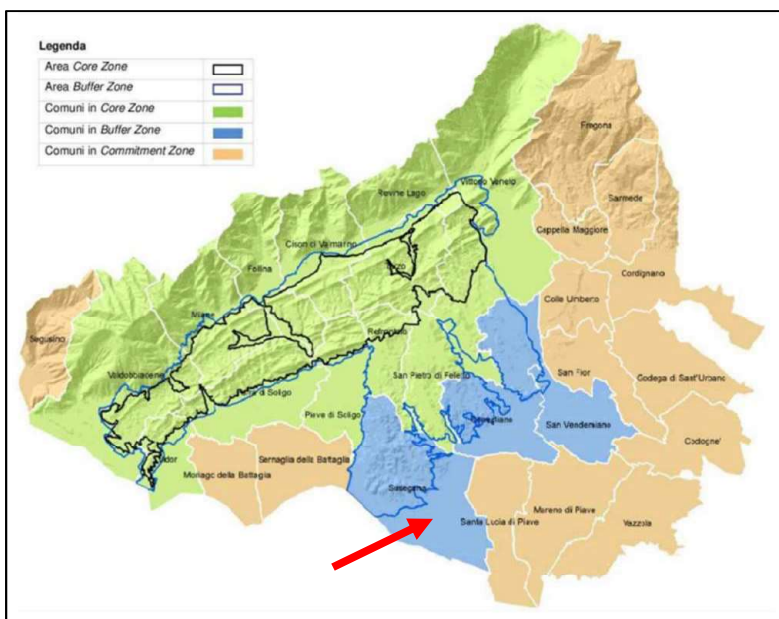 Legenda
Area Core Zone
Area Buffer Zone
Comuni in Core Zone
Comuni in Buffer Zone
Comuni in Commitment Zone
Fregona
Vittorio Veneto
Revine Lago
Sarmede
Cappella Maggiore
Cison di Valmarino
Follina
Cordignano
Colle Umberto
Miane
Segusino
Refrontolo
Valdobbiadene
San Pietro di Feletto
San Fior
Godega di Sant'Urbano
di Soligo
Pieve di Soligo
San Vendemiano
Codogne'
Sernaglia della Battaglia
Moriago della Battaglia
Susegana
Mareno di Piave
Santa Lucia di Piave
Vazzola